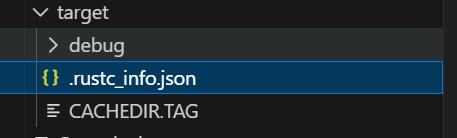 target
debug
{} .rustc_info.json
CACHEDIR.TAG